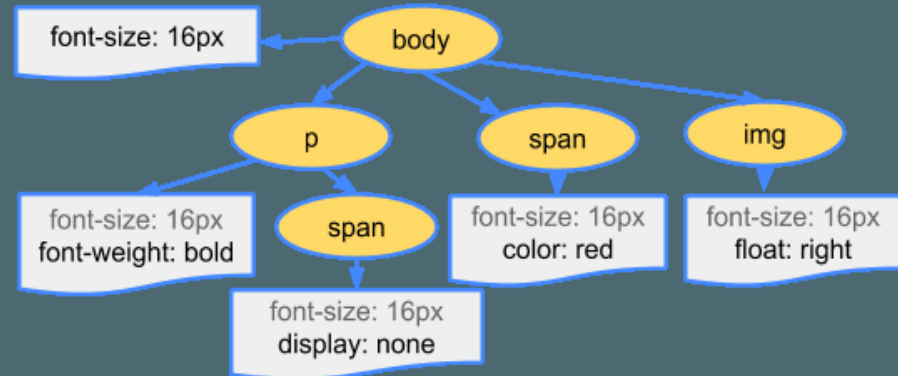 font-size: 16px
body
p
span
img
font-size: 16px
font-weight: bold
span
font-size: 16px
color: red
font-size: 16px
float: right
font-size: 16px
display: none